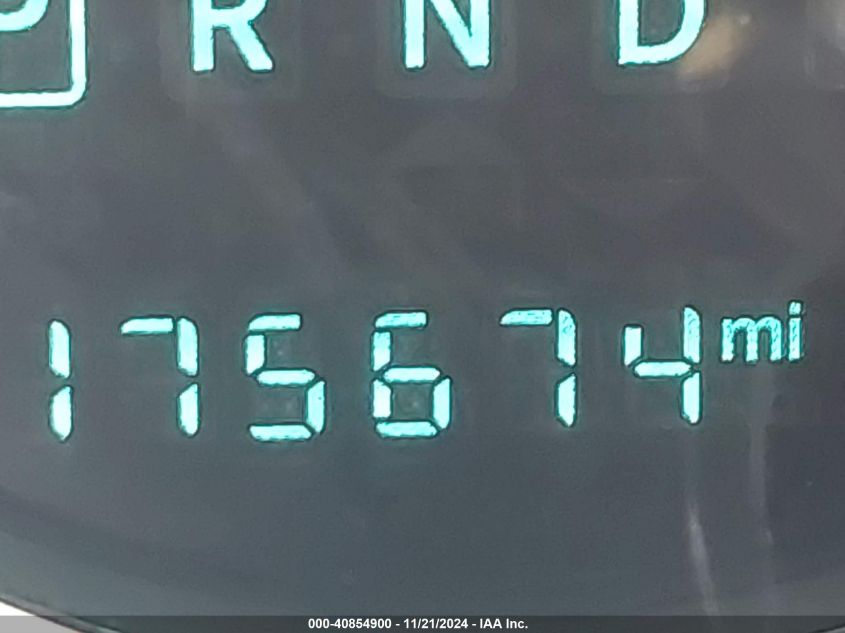 P R N D
175674 mi
000-40854900 - 11/21/2024 - IAA Inc.